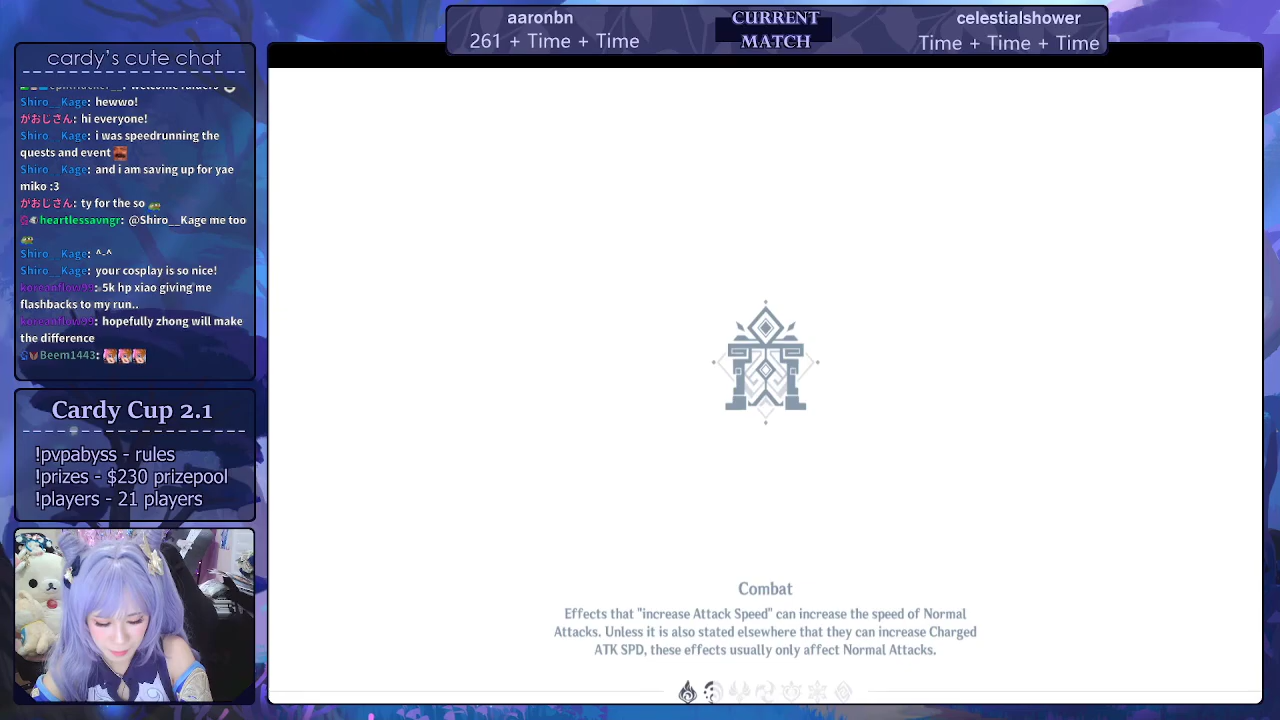 aaronbn
261 + Time + Time
CURRENT
MATCH
celestialshower
Time + Time + Time
cardy's cute chat
welcome raiders
Shiro__Kage: hewwo!
がおじさん: hi everyone!
Shiro__Kage: i was speedrunning the
quests and event
Shiro__Kage: and i am saving up for yae
miko :3
がおじさん: ty for the so
heartlessavngr: @Shiro__Kage me too
Shiro__Kage: ^-^
Shiro__Kage: your cosplay is so nice!
koreanflow99: 5k hp xiao giving me
flashbacks to my run..
koreanflow99: hopefully zhong will make
the difference
Beem1443:
Cardy Cup 2.1
!pvpabyss - rules
!prizes - $230 prizepool
!players - 21 players
Combat
Effects that "increase Attack Speed" can increase the speed of Normal
Attacks. Unless it is also stated elsewhere that they can increase Charged
ATK SPD, these effects usually only affect Normal Attacks.